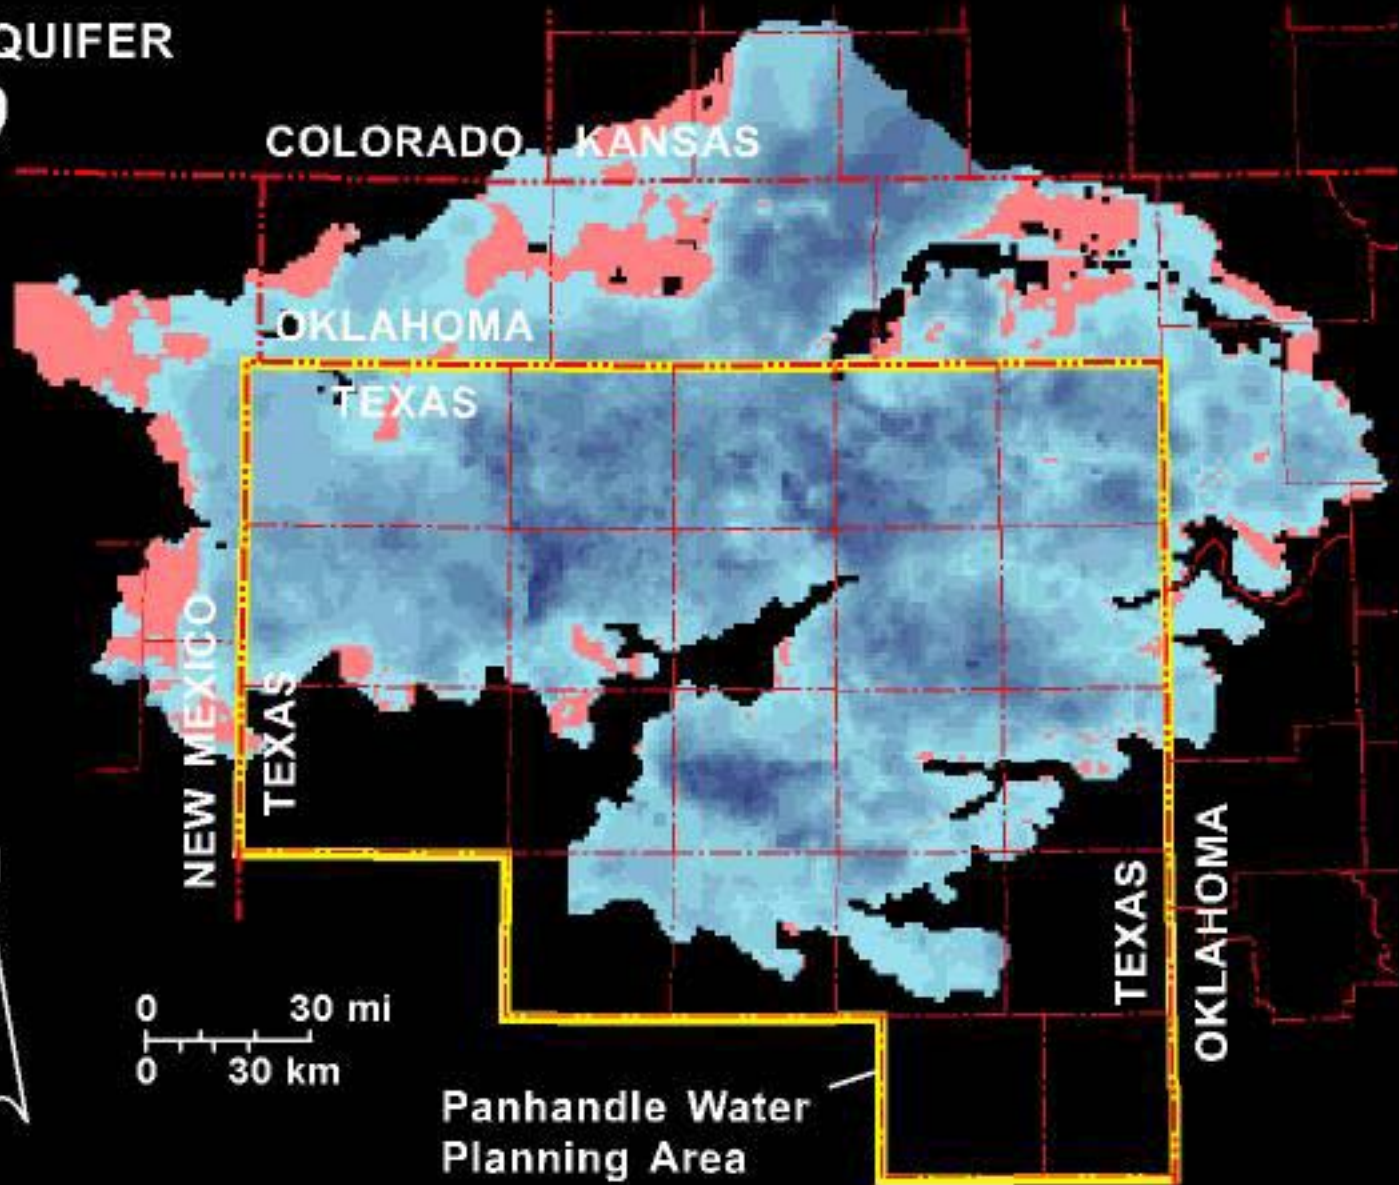 QUIFER
COLORADO
KANSAS
OKLAHOMA
TEXAS
NEW MEXICO
TEXAS
TEXAS
OKLAHOMA
0 30 mi
0 30 km
Panhandle Water
Planning Area